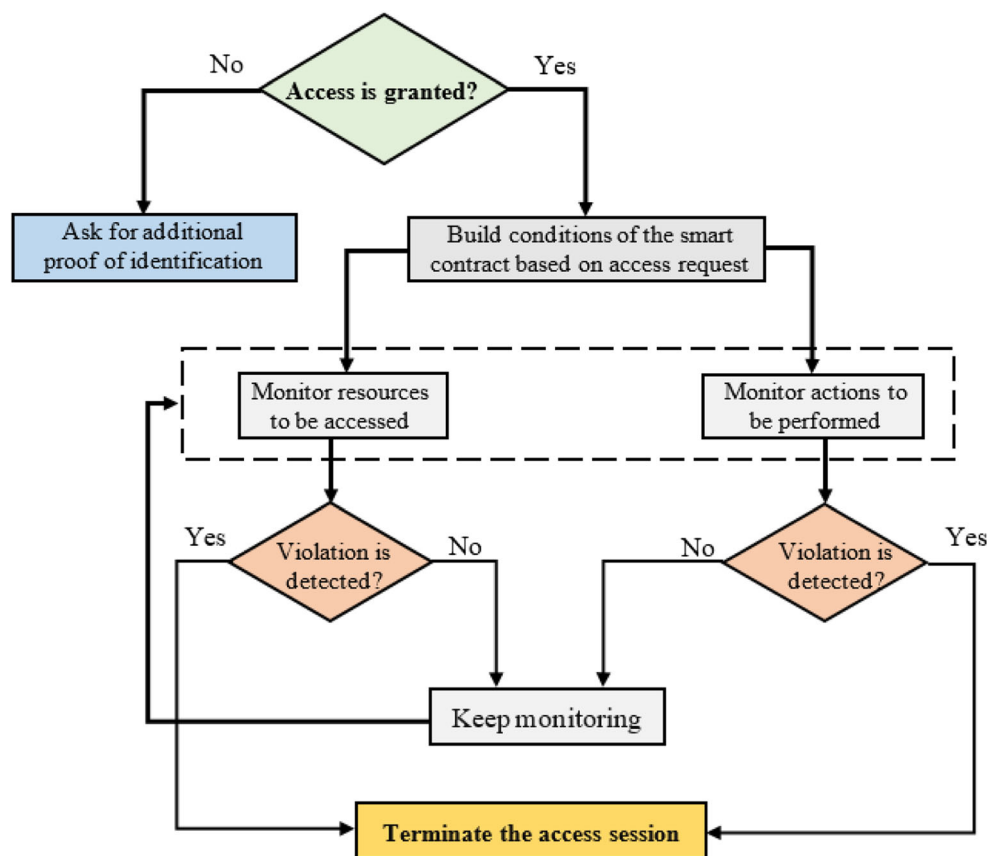 No
Yes
Access is granted?
Ask for additional
proof of identification
Build conditions of the smart
contract based on access request
Monitor resources
to be accessed
Monitor actions to
be performed
Yes
Violation is
detected?
No
No
Violation is
detected?
Yes
Keep monitoring
Terminate the access session